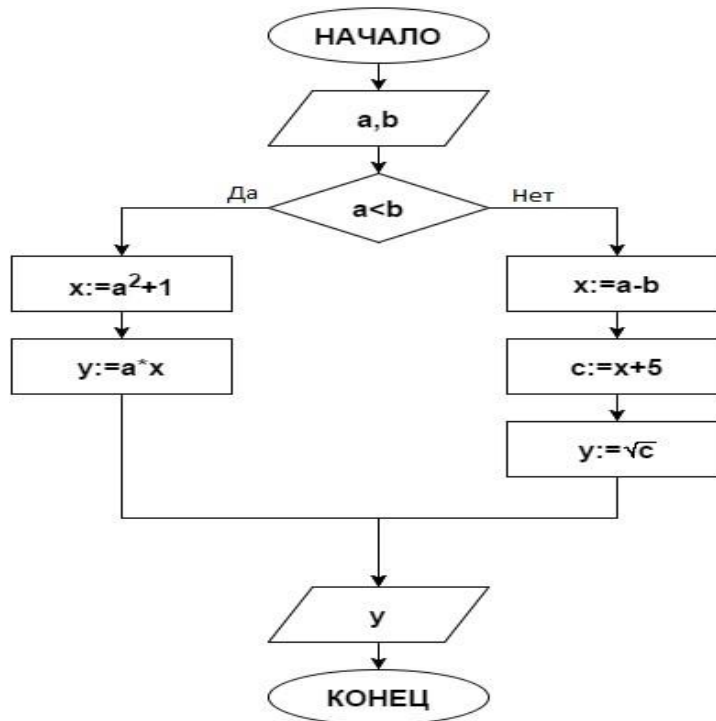 НАЧАЛО
a,b
a<b
Да
Нет
x:=a²+1
y:=a*x
x:=a-b
c:=x+5
y:=√c
y
КОНЕЦ